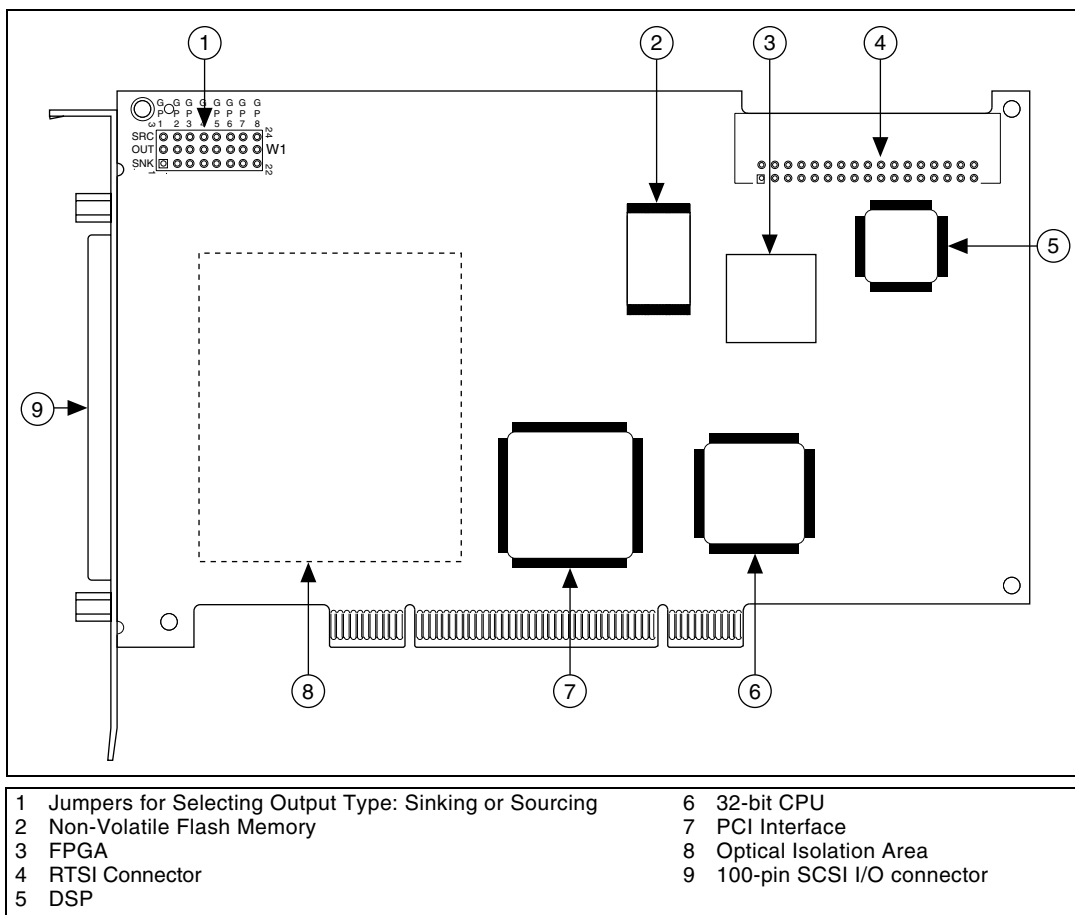 1 2 3 4
G G G G G G G G
P P P P P P P P
3 1 2 3 4 5 6 7 8 24
SRC
OUT W1
SNK
1 22
5
9
8 7 6
1 Jumpers for Selecting Output Type: Sinking or Sourcing
2 Non-Volatile Flash Memory
3 FPGA
4 RTSI Connector
5 DSP
6 32-bit CPU
7 PCI Interface
8 Optical Isolation Area
9 100-pin SCSI I/O connector